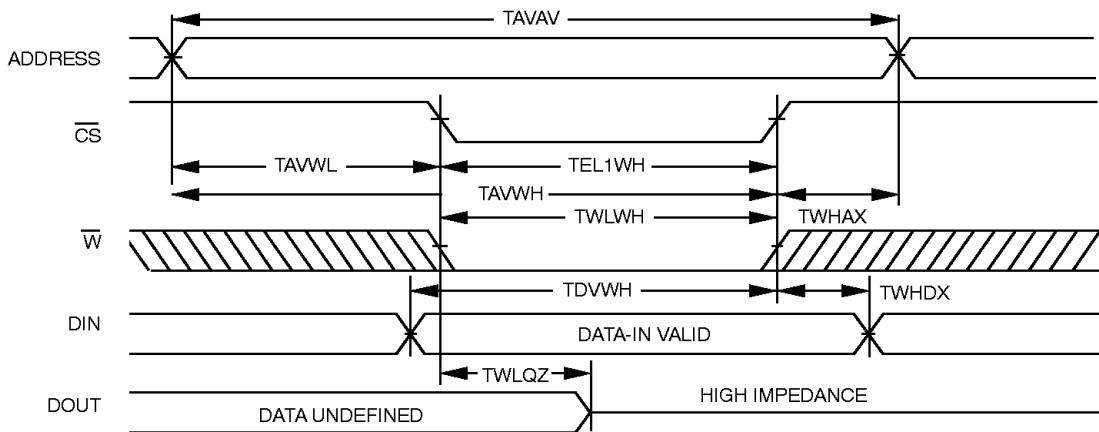 TAVAV
ADDRESS
CS
TAVWL
TEL1WH
TAVWH
TWLWH
TWHAX
W
TDVWH
TWHDX
DIN
DATA-IN VALID
TWLQZ
DOUT
DATA UNDEFINED
HIGH IMPEDANCE